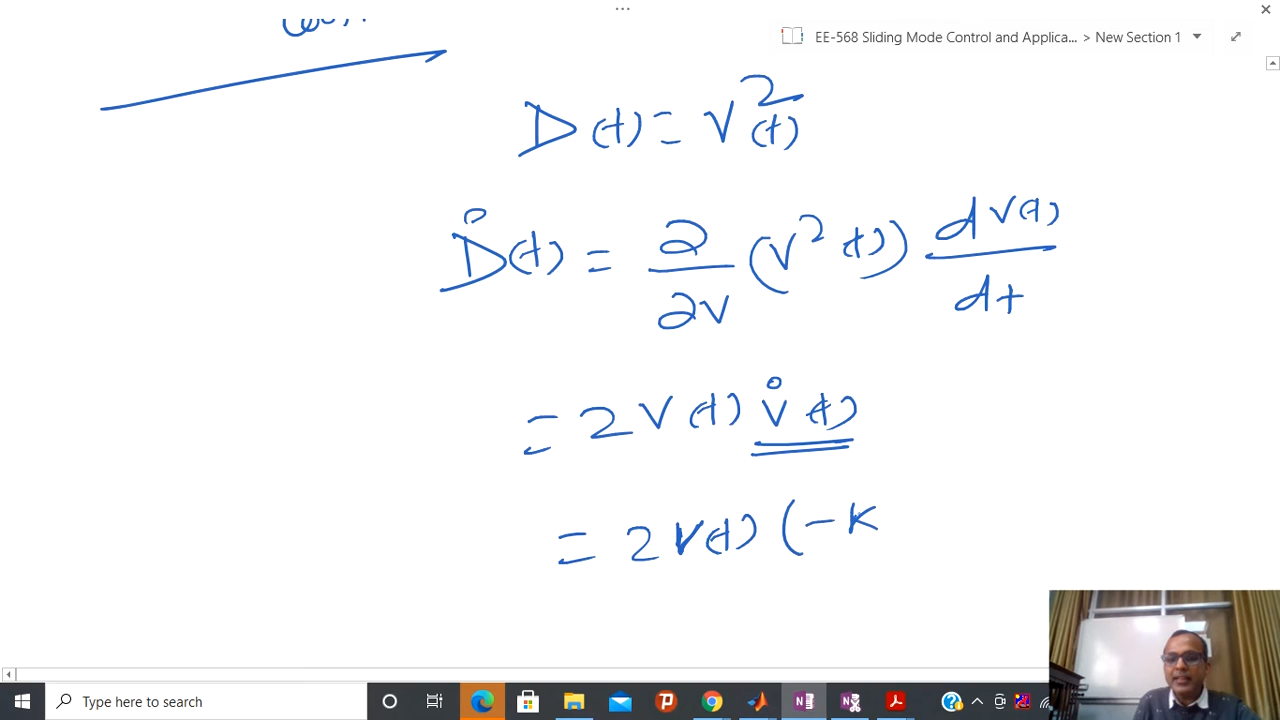 EE-568 Sliding Mode Control and Applica... > New Section 1
D(t) = V²(t)
Ḋ(t) = ∂/∂V (V²(t)) dV(t)/dt
= 2V(t) V̇(t)
= 2V(t) (-K
Type here to search